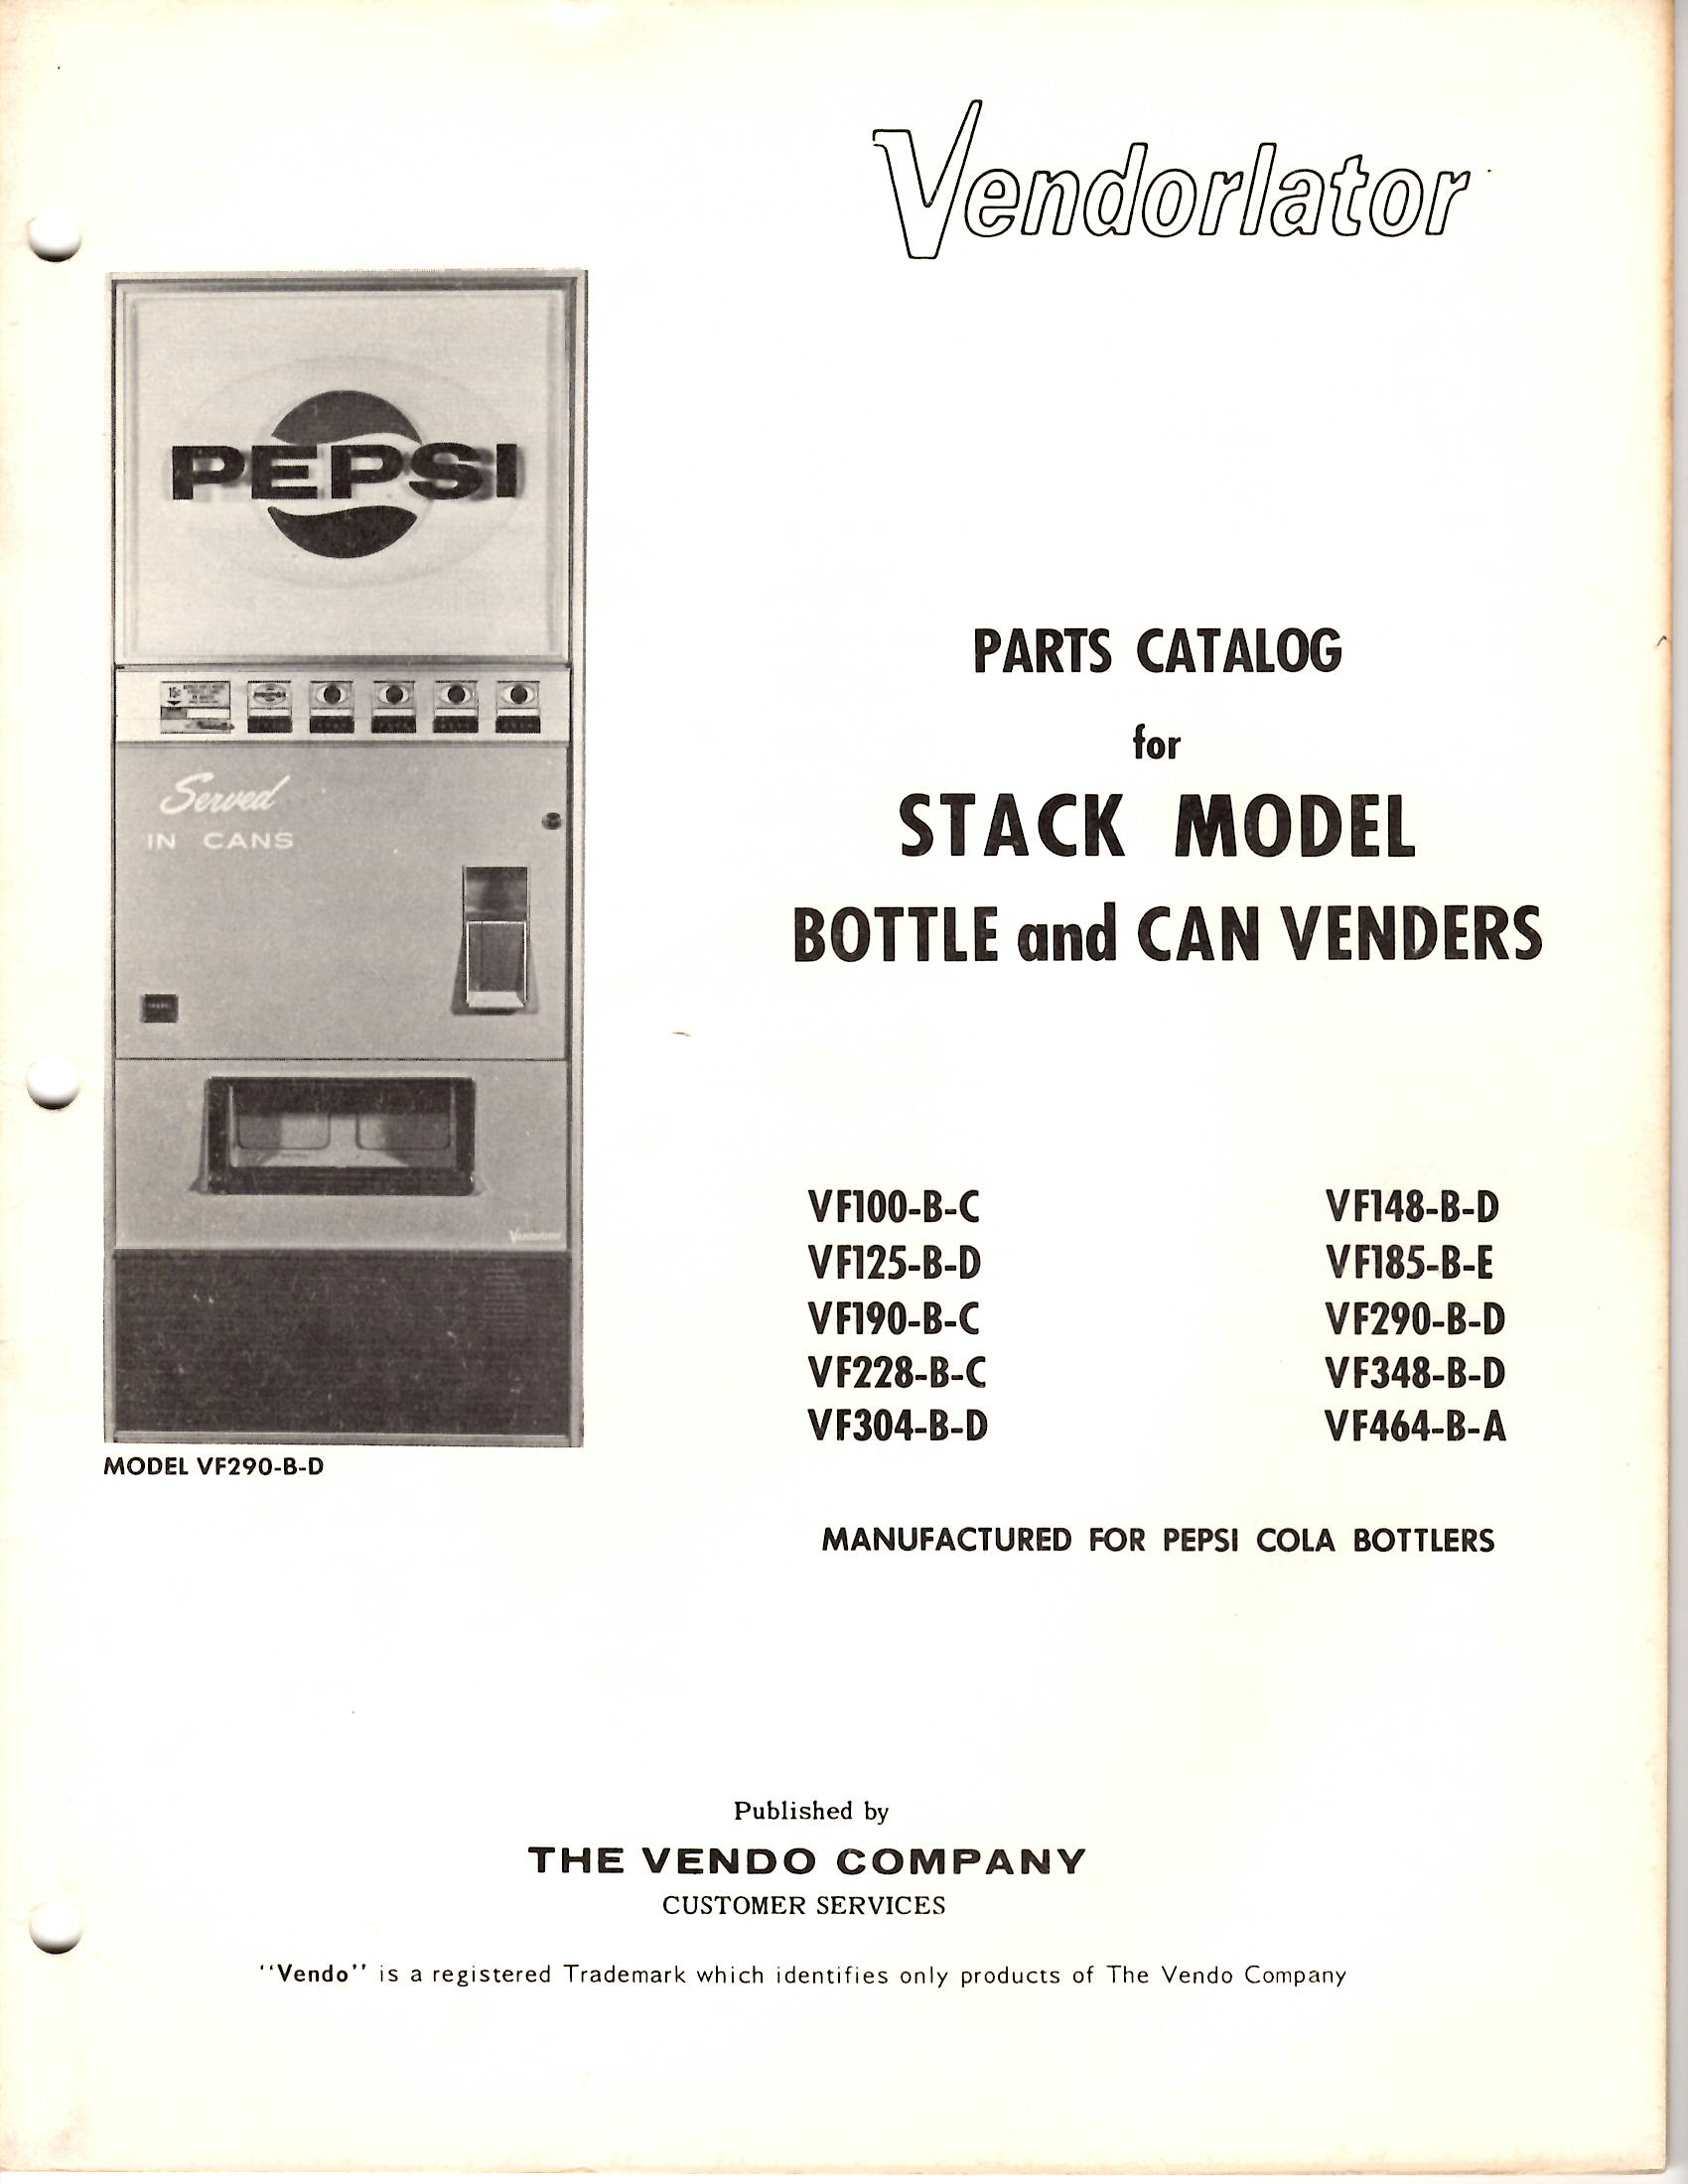 Vendorlator
PEPSI
15¢
Served
IN CANS
Vendorlator
MODEL VF290-B-D
PARTS CATALOG
for
STACK MODEL
BOTTLE and CAN VENDERS
VF100-B-C VF148-B-D
VF125-B-D VF185-B-E
VF190-B-C VF290-B-D
VF228-B-C VF348-B-D
VF304-B-D VF464-B-A
MANUFACTURED FOR PEPSI COLA BOTTLERS
Published by
THE VENDO COMPANY
CUSTOMER SERVICES
"Vendo" is a registered Trademark which identifies only products of The Vendo Company